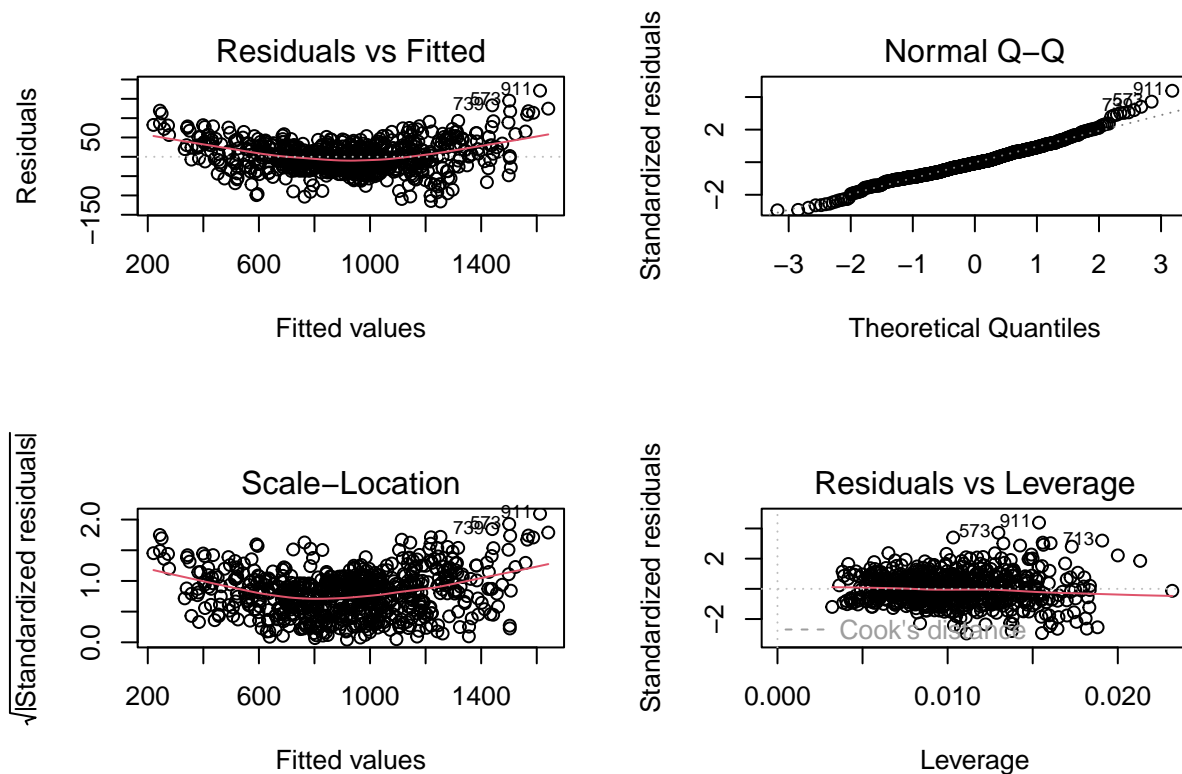 Residuals vs Fitted
Residuals
50
−150
739
573
911
200 600 1000 1400
Fitted values
Normal Q−Q
Standardized residuals
2
−2
739
573
911
−3 −2 −1 0 1 2 3
Theoretical Quantiles
Scale−Location
√|Standardized residuals|
2.0
1.0
0.0
739
573
911
200 600 1000 1400
Fitted values
Residuals vs Leverage
Standardized residuals
2
−2
573
911
713
Cook's distance
0.000 0.010 0.020
Leverage